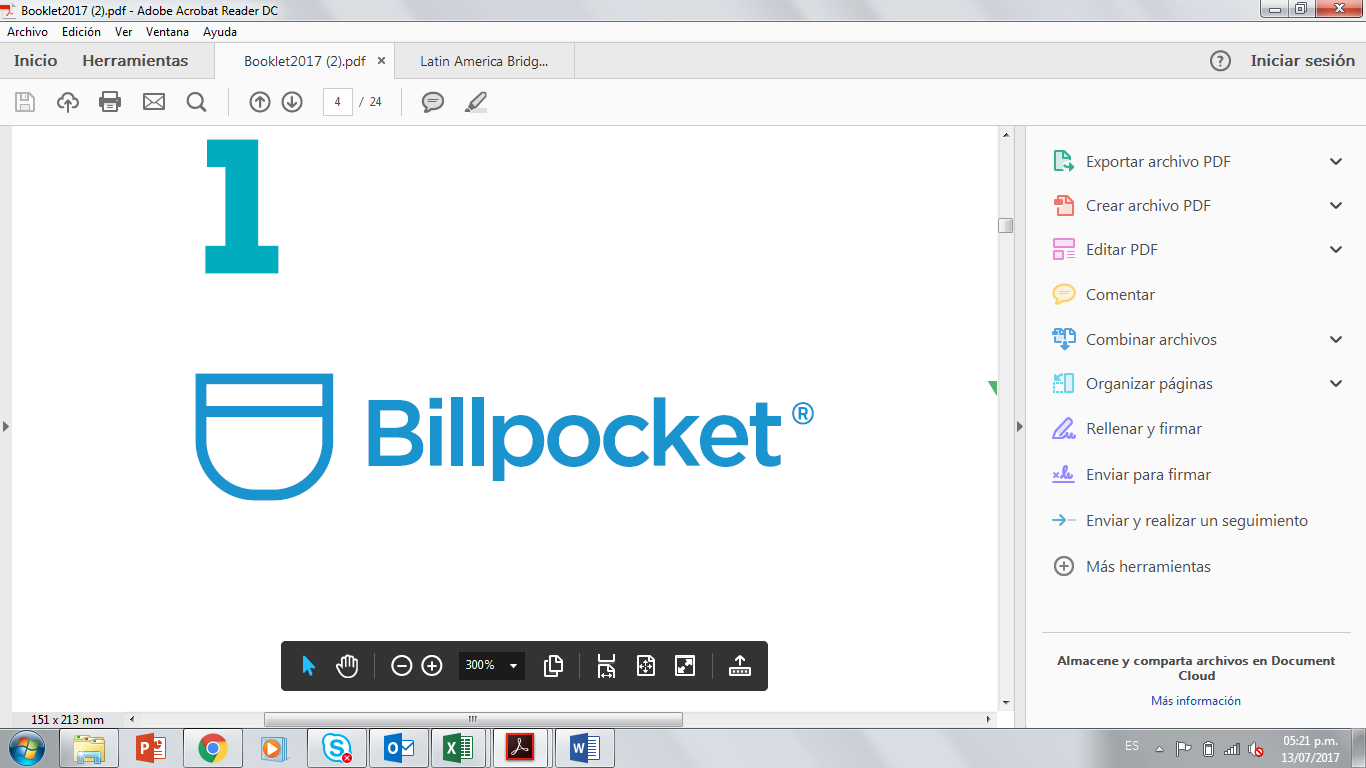 Booklet2017 (2).pdf - Adobe Acrobat Reader DC
Archivo Edición Ver Ventana Ayuda
Inicio Herramientas Booklet2017 (2).pdf × Latin America Bridg... ? Iniciar sesión
4 / 24
1
Billpocket®
Exportar archivo PDF
Crear archivo PDF
Editar PDF
Comentar
Combinar archivos
Organizar páginas
Rellenar y firmar
Enviar para firmar
Enviar y realizar un seguimiento
Más herramientas
Almacene y comparta archivos en Document
Cloud
Más información
300%
151 x 213 mm
ES
05:21 p.m.
13/07/2017